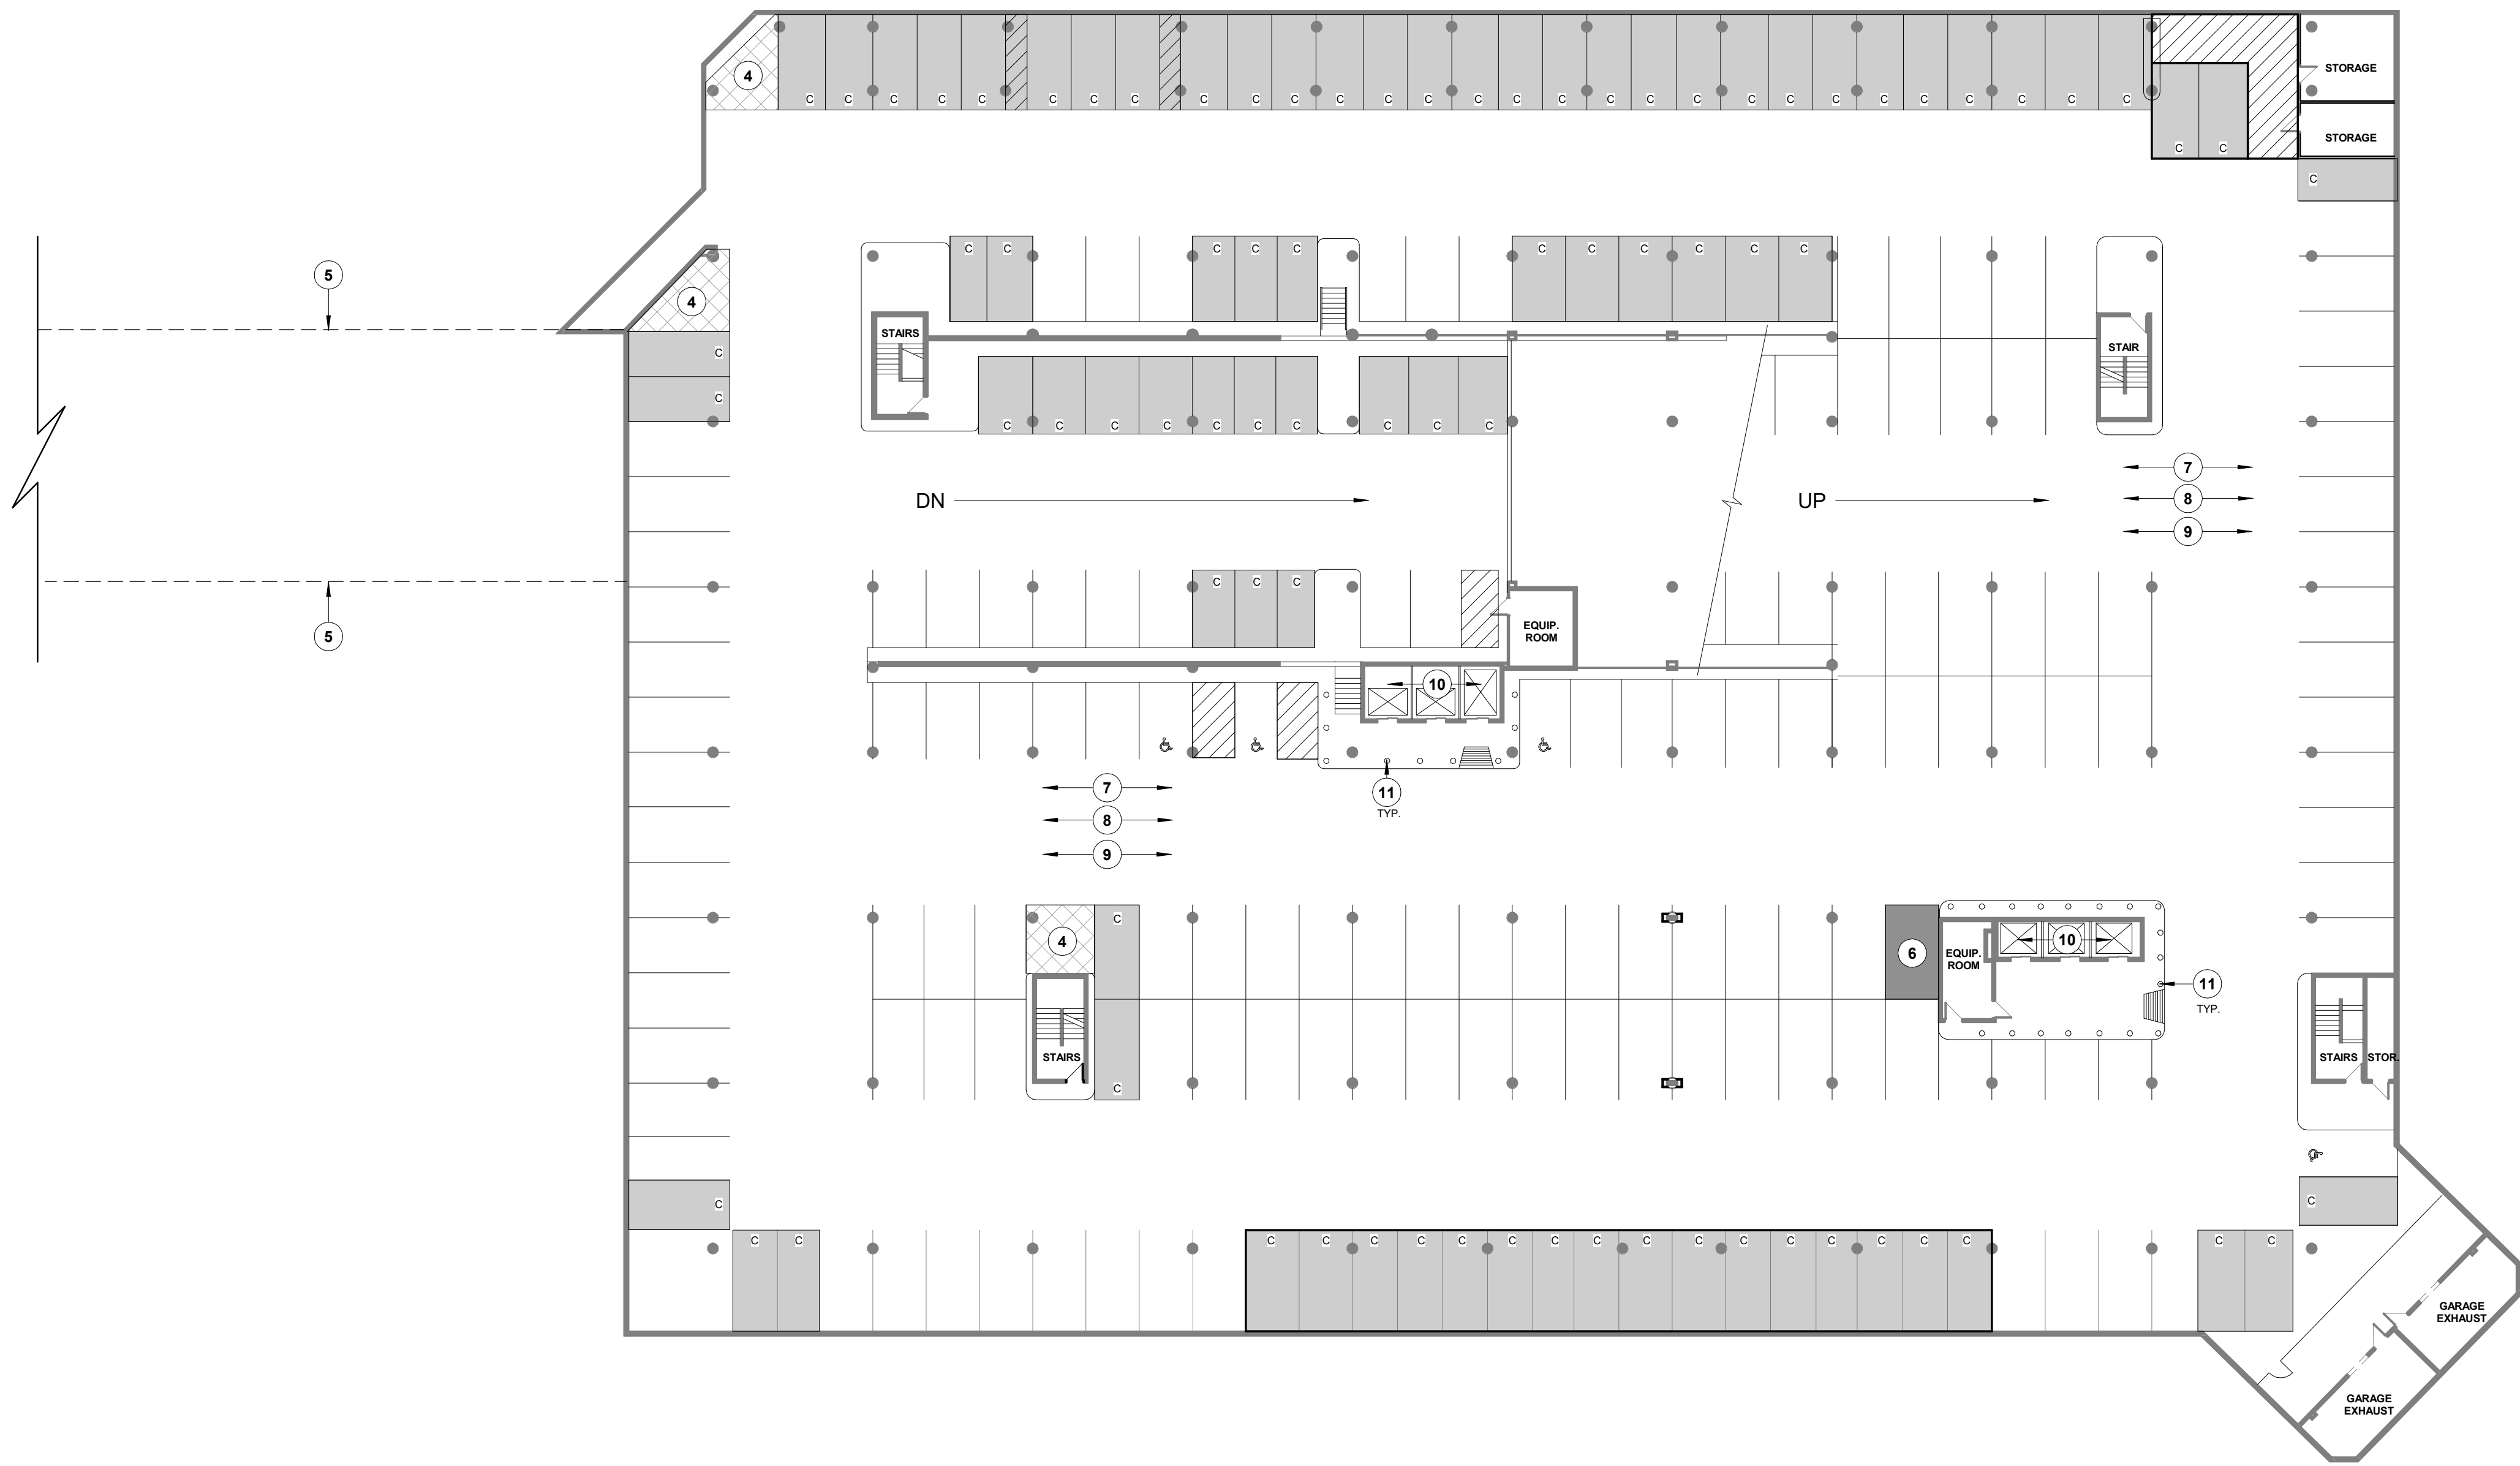 STORAGE
4
C C C C C C C C C C C C C C C C C C C C C C C C C C C C C
STORAGE
C C
C
C C C C C C C C C C C
5
4
STAIRS
STAIR
C
C
C C C C C C C C C C
7
DN UP 8
9
C C C
EQUIP.
ROOM
5
10
7
11
TYP.
8
9
C
4
10
6
EQUIP.
ROOM
11
TYP.
STAIRS
STAIRS STOR.
C
C
C
C C C C C C C C C C C C C C C C C C C C
GARAGE
EXHAUST
GARAGE
EXHAUST